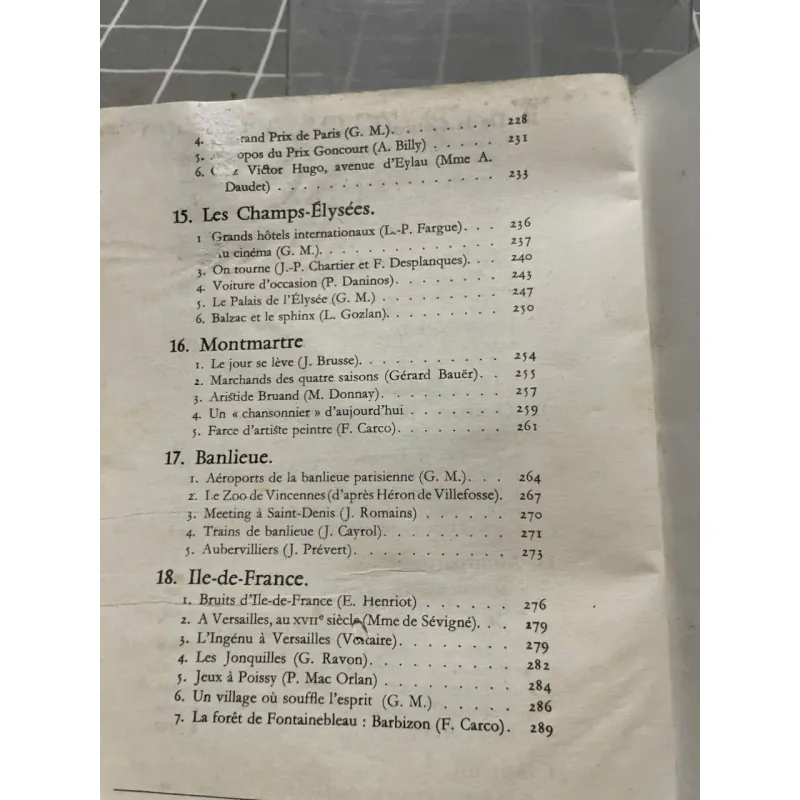 4. rand Prix de Paris (G. M.). . . . . . . . 228
5. opos du Prix Goncourt (A. Billy) . . . . . 231
6. Victor Hugo, avenue d'Eylau (Mme A.
Daudet) . . . . . . . . . . . . . . . . 233
15. Les Champs-Élysées.
1 Grands hôtels internationaux (L.-P. Fargue). . . . 236
u cinéma (G. M.). . . . . . . . . . . . . 237
3. On tourne (J.-P. Chartier et F. Desplanques). . . 240
4. Voiture d'occasion (P. Daninos). . . . . . . . 243
5. Le Palais de l'Élysée (G. M.) . . . . . . . . 247
6. Balzac et le sphinx (L. Gozlan). . . . . . . . 250
16. Montmartre
1. Le jour se lève (J. Brusse). . . . . . . . . . 254
2. Marchands des quatre saisons (Gérard Bauër). . 255
3. Aristide Bruand (M. Donnay). . . . . . . . . 257
4. Un « chansonnier » d'aujourd'hui . . . . . . . 259
5. Farce d'artiste peintre (F. Carco). . . . . . . . 261
17. Banlieue.
1. Aéroports de la banlieue parisienne (G. M.). . . 264
2. Le Zoo de Vincennes (d'après Héron de Villefosse). 267
3. Meeting à Saint-Denis (J. Romains) . . . . . . 270
4. Trains de banlieue (J. Cayrol). . . . . . . . . 271
5. Aubervilliers (J. Prévert). . . . . . . . . . . 273
18. Ile-de-France.
1. Bruits d'Ile-de-France (E. Henriot) . . . . . . 276
2. A Versailles, au XVIIe siècle (Mme de Sévigné). . . 279
3. L'Ingénu à Versailles (Voltaire). . . . . . . . 279
4. Les Jonquilles (G. Ravon). . . . . . . . . . 282
5. Jeux à Poissy (P. Mac Orlan) . . . . . . . . . 284
6. Un village où souffle l'esprit (G. M.) . . . . . 286
7. La forêt de Fontainebleau : Barbizon (F. Carco). 289